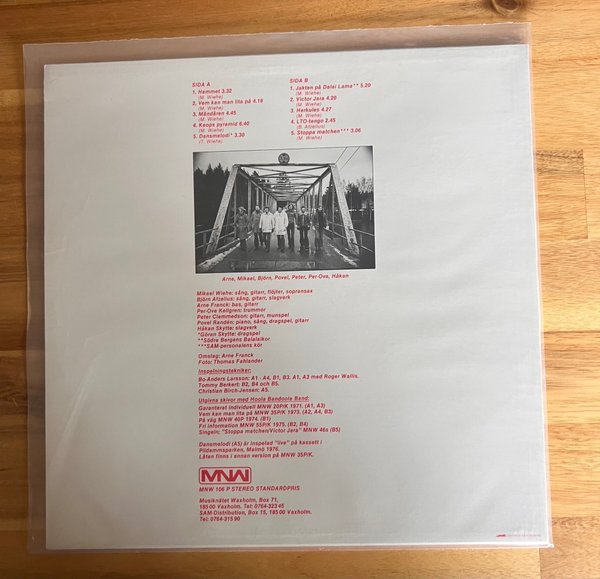 SIDA A
1. Hammet 3.32
(M. Wiehe)
2. Vem kan man lita på 4.18
(M. Wiehe)
3. Måndåren 4.45
(M. Wiehe)
4. Keops pyramid 6.40
(M. Wiehe)
5. Dansmelodi* 3.30
(T. Wiehe)
SIDA B
1. Jakten på Dalai Lama** 5.20
(M. Wiehe)
2. Victor Jara 4.20
(M. Wiehe)
3. Herkules 4.27
(M. Wiehe)
4. LTO-tango 2.45
(B. Afzelius)
5. Stoppa matchen*** 3.06
(M. Wiehe)
Arne, Mikael, Björn, Povel, Peter, Per-Ove, Håkan
Mikael Wiehe: sång, gitarr, flöjter, sopransax
Björn Afzelius: sång, gitarr, slagverk
Arne Franck: bas, gitarr
Per-Ove Kellgren: trummor
Peter Clemmedson: gitarr, munspel
Povel Randén: piano, sång, dragspel, gitarr
Håkan Skytte: slagverk
*Göran Skytte: dragspel
**Södra Bergens Balalaikor
***SAM-personalens kör
Omslag: Arne Franck
Foto: Thomas Fahlander
Inspelningstekniker:
Bo-Anders Larsson: A1 - A4, B1, B3. A1, A3 med Roger Wallis.
Tommy Berkert: B2, B4 och B5.
Christian Birch-Jensen: A5.
Utgivna skivor med Hoola Bandoola Band:
Garanterat individuell MNW 20P/K 1971. (A1, A3)
Vem kan man lita på MNW 35P/K 1973. (A2, A4, B3)
På väg MNW 40P 1974. (B1)
Fri information MNW 55P/K 1975. (B2, B4)
Singeln: "Stoppa matchen/Victor Jara" MNW 46s (B5)
Dansmelodi (A5) är inspelad "live" på kassett i
Pildammsparken, Malmö 1976.
Låten finns i annan version på MNW 35P/K.
MNW
MNW 106 P STEREO STANDARDPRIS
Musiknätet Waxholm, Box 71,
185 00 Vaxholm. Tel: 0764-323 45
SAM-Distribution, Box 15, 185 00 Vaxholm.
Tel: 0764-315 90